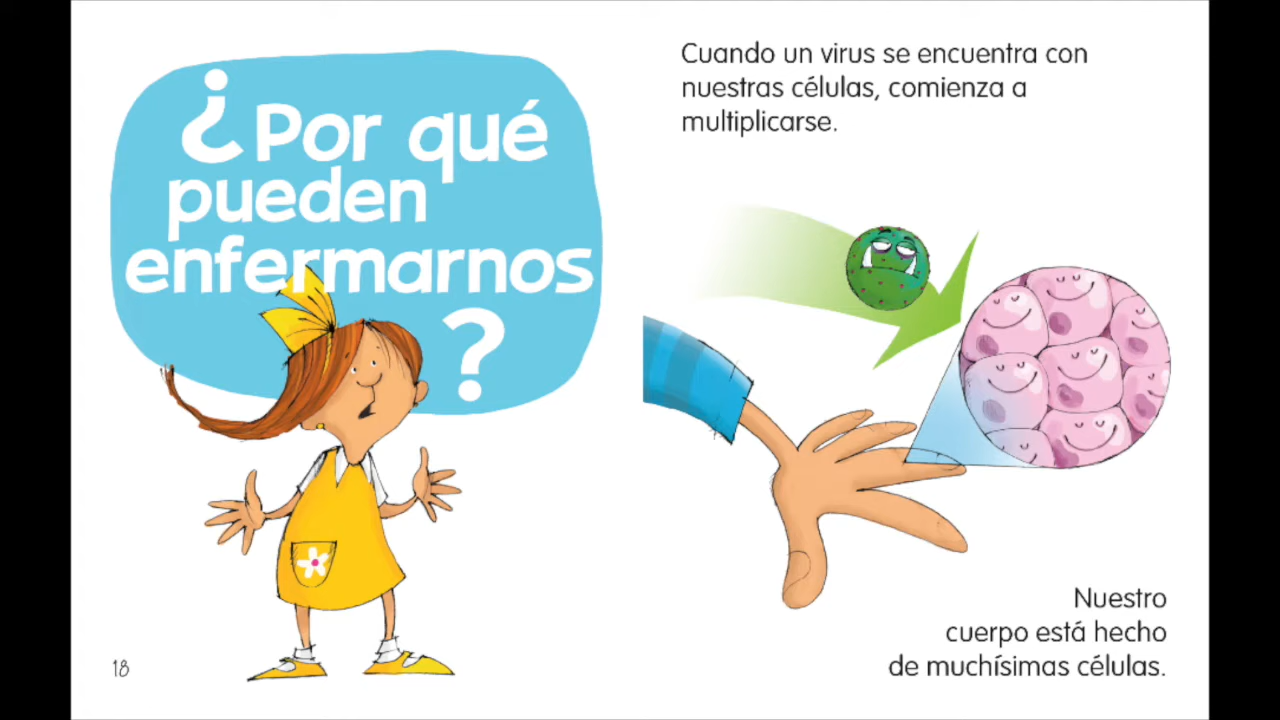 ¿Por qué
pueden
enfermarnos
?
18
Cuando un virus se encuentra con
nuestras células, comienza a
multiplicarse.
Nuestro
cuerpo está hecho
de muchísimas células.